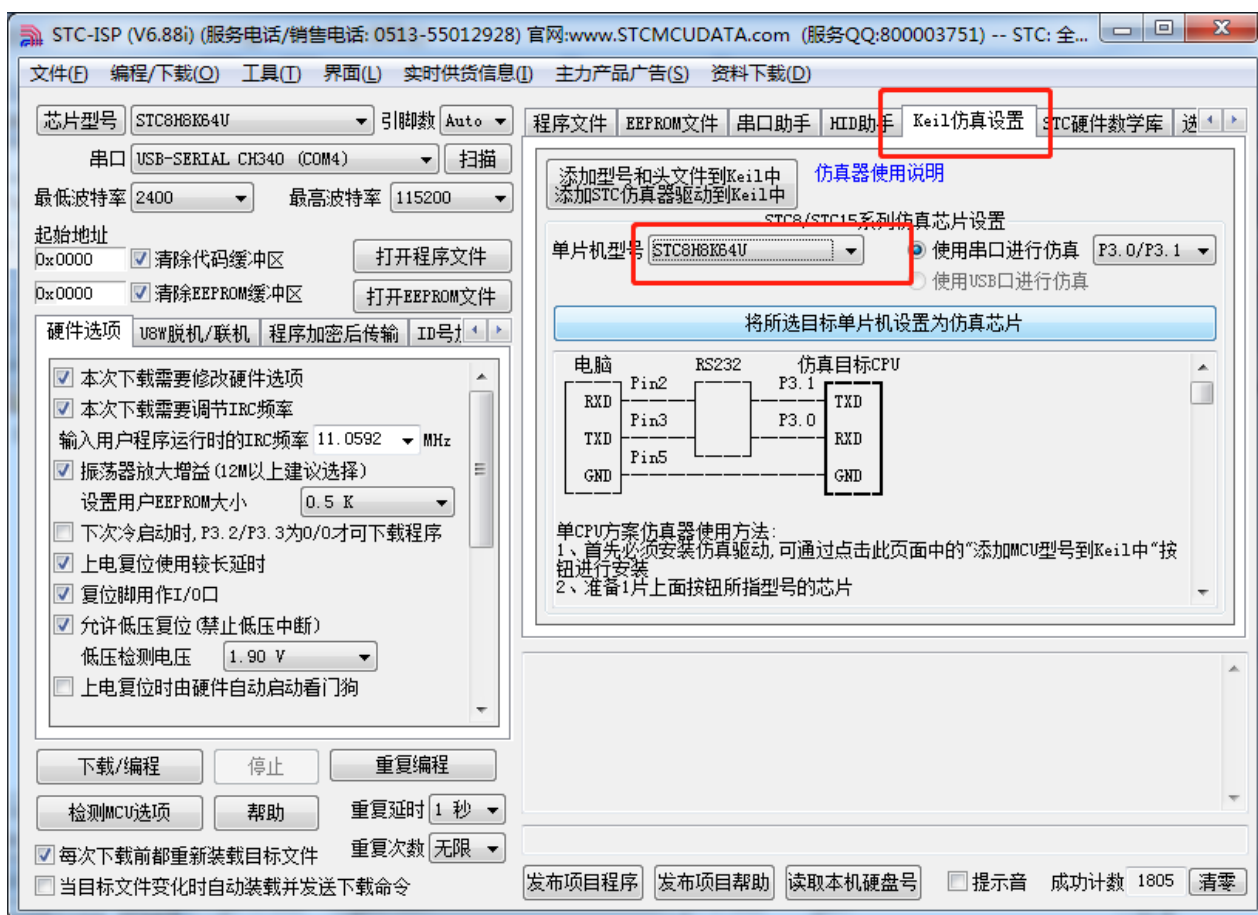 STC-ISP (V6.88i) (服务电话/销售电话: 0513-55012928) 官网:www.STCMCUDATA.com (服务QQ:800003751) -- STC: 全...
文件(F) 编程/下载(O) 工具(T) 界面(L) 实时供货信息(I) 主力产品广告(S) 资料下载(D)
芯片型号 STC8H8K64U 引脚数 Auto
串口 USB-SERIAL CH340 (COM4) 扫描
最低波特率 2400 最高波特率 115200
起始地址
0x0000 清除代码缓冲区 打开程序文件
0x0000 清除EEPROM缓冲区 打开EEPROM文件
硬件选项 U8W脱机/联机 程序加密后传输 ID号
本次下载需要修改硬件选项
本次下载需要调节IRC频率
输入用户程序运行时的IRC频率 11.0592 MHz
振荡器放大增益(12M以上建议选择)
设置用户EEPROM大小 0.5 K
下次冷启动时,P3.2/P3.3为0/0才可下载程序
上电复位使用较长延时
复位脚用作I/O口
允许低压复位(禁止低压中断)
低压检测电压 1.90 V
上电复位时由硬件自动启动看门狗
下载/编程 停止 重复编程
检测MCU选项 帮助 重复延时 1 秒
每次下载前都重新装载目标文件 重复次数 无限
当目标文件变化时自动装载并发送下载命令
程序文件 EEPROM文件 串口助手 HID助手 Keil仿真设置 STC硬件数学库 选
添加型号和头文件到Keil中
添加STC仿真器驱动到Keil中
仿真器使用说明
STC8/STC15系列仿真芯片设置
单片机型号 STC8H8K64U 使用串口进行仿真 P3.0/P3.1
使用USB口进行仿真
将所选目标单片机设置为仿真芯片
电脑 RS232 仿真目标CPU
Pin2 P3.1
RXD TXD
Pin3 P3.0
TXD RXD
Pin5
GND GND
单CPU方案仿真器使用方法:
1、首先必须安装仿真驱动,可通过点击此页面中的“添加MCU型号到Keil中“按
钮进行安装
2、准备1片上面按钮所指型号的芯片
发布项目程序 发布项目帮助 读取本机硬盘号 提示音 成功计数 1805 清零